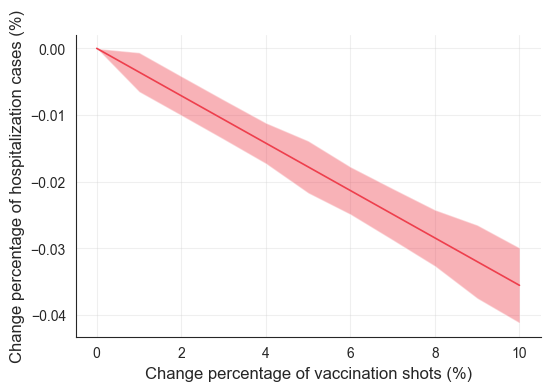 Change percentage of hospitalization cases (%)
0.00
−0.01
−0.02
−0.03
−0.04
0 2 4 6 8 10
Change percentage of vaccination shots (%)